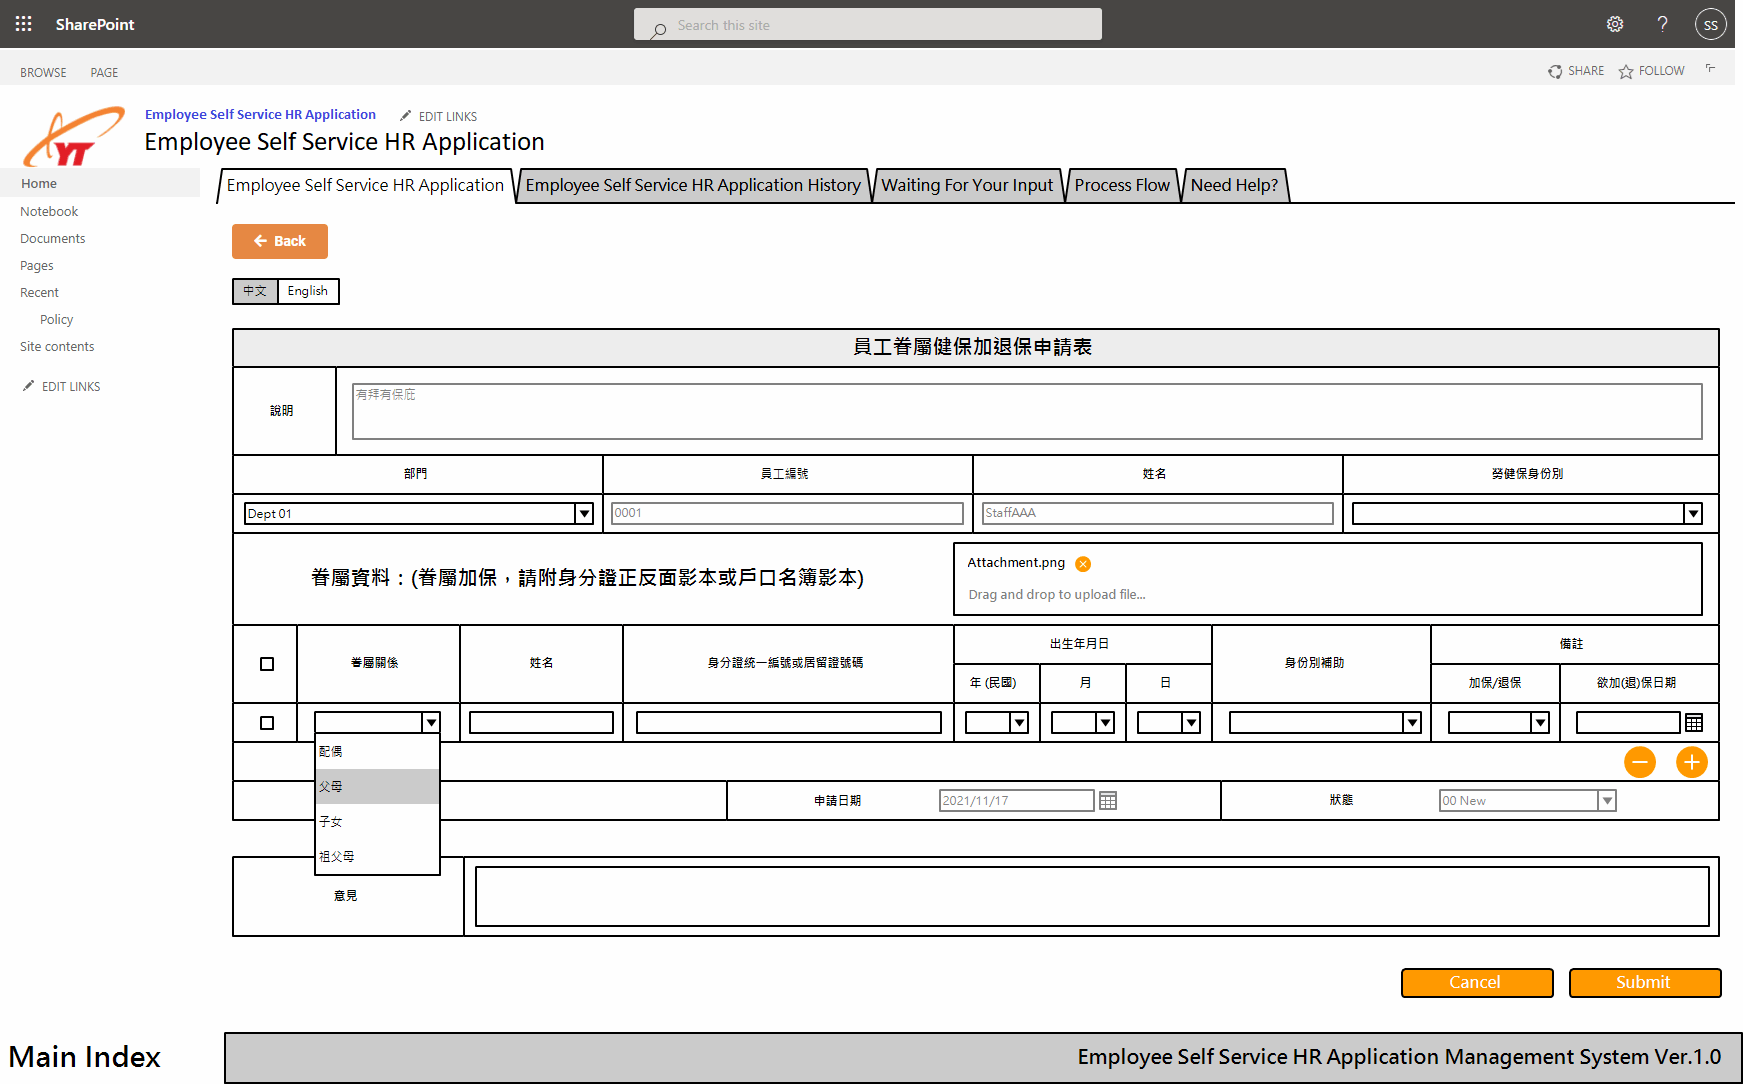 SharePoint
Search this site
?
SS
BROWSE
PAGE
SHARE
FOLLOW
YT
Employee Self Service HR Application
EDIT LINKS
Employee Self Service HR Application
Home
Notebook
Documents
Pages
Recent
Policy
Site contents
EDIT LINKS
Employee Self Service HR Application
Employee Self Service HR Application History
Waiting For Your Input
Process Flow
Need Help?
Back
中文
English
員工眷屬健保加退保申請表
說明
有拜有保庇
部門
員工編號
姓名
勞健保身份別
Dept 01
0001
StaffAAA
眷屬資料：(眷屬加保，請附身分證正反面影本或戶口名簿影本)
Attachment.png
Drag and drop to upload file...
眷屬關係
姓名
身分證統一編號或居留證號碼
出生年月日
年 (民國)
月
日
身份別補助
備註
加保/退保
欲加(退)保日期
配偶
父母
子女
祖父母
申請日期
2021/11/17
狀態
00 New
意見
Cancel
Submit
Main Index
Employee Self Service HR Application Management System Ver.1.0